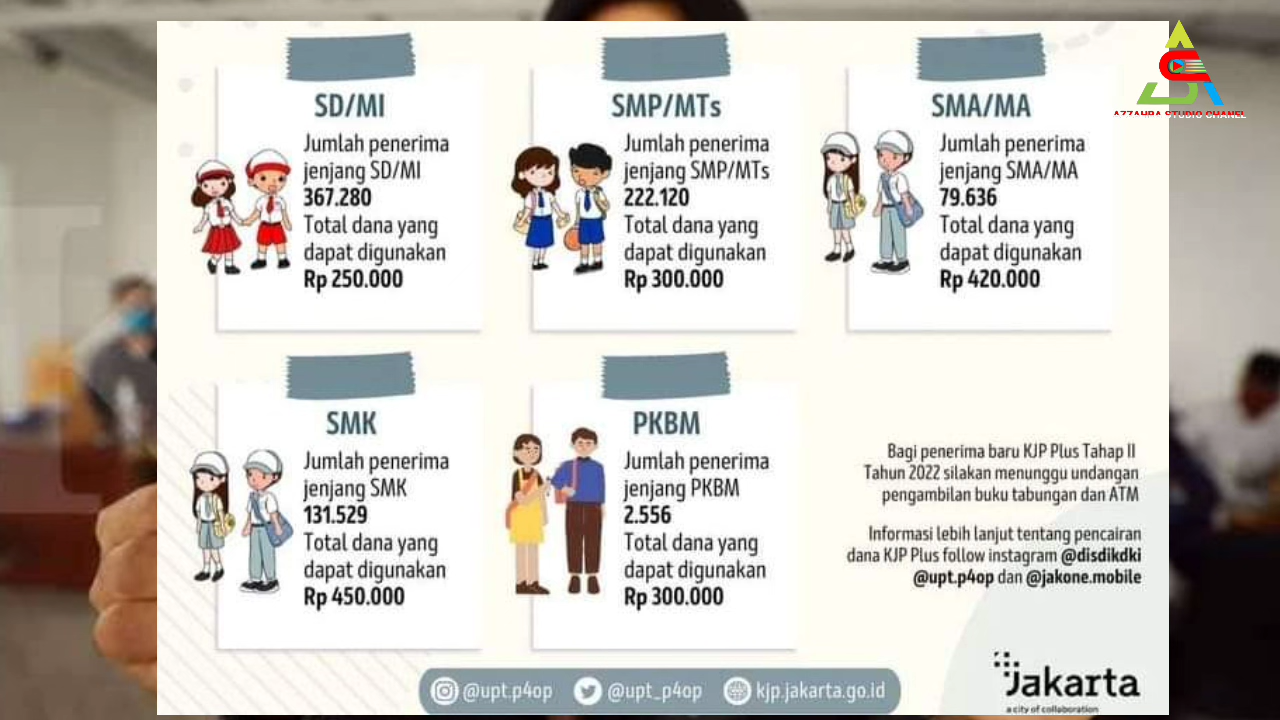 SD/MI
Jumlah penerima
jenjang SD/MI
367.280
Total dana yang
dapat digunakan
Rp 250.000
SMP/MTs
Jumlah penerima
jenjang SMP/MTs
222.120
Total dana yang
dapat digunakan
Rp 300.000
SMA/MA
Jumlah penerima
jenjang SMA/MA
79.636
Total dana yang
dapat digunakan
Rp 420.000
AZZAHRA STUDIO CHANEL
SMK
Jumlah penerima
jenjang SMK
131.529
Total dana yang
dapat digunakan
Rp 450.000
PKBM
Jumlah penerima
jenjang PKBM
2.556
Total dana yang
dapat digunakan
Rp 300.000
Bagi penerima baru KJP Plus Tahap II
Tahun 2022 silakan menunggu undangan
pengambilan buku tabungan dan ATM
Informasi lebih lanjut tentang pencairan
dana KJP Plus follow instagram @disdikdki
@upt.p4op dan @jakone.mobile
@upt.p4op @upt_p4op kjp.jakarta.go.id
Jakarta
a city of collaboration